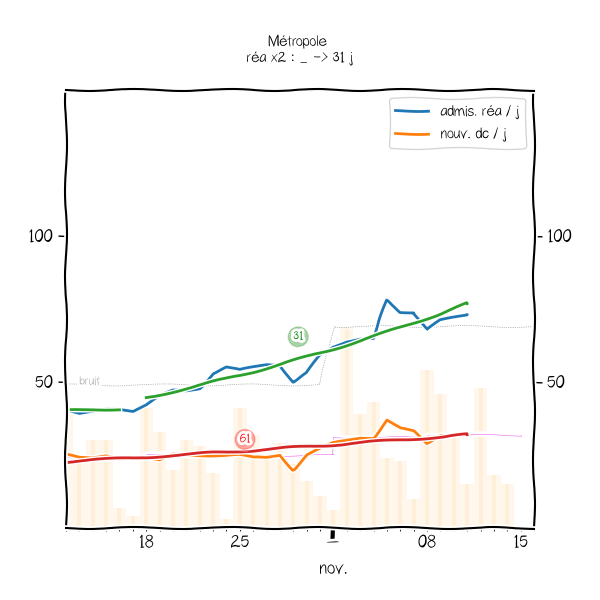 Métropole
réa x2 : _ -> 31 j
admis. réa / j
nouv. dc / j
100
100
31
50
50
bruit
61
18
25
1
08
15
nov.